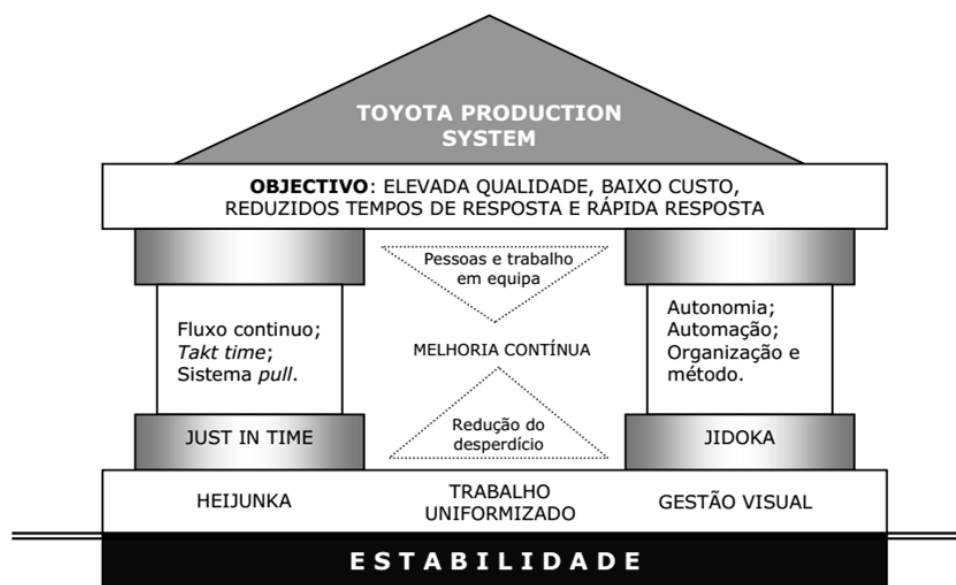 TOYOTA PRODUCTION
SYSTEM
OBJECTIVO: ELEVADA QUALIDADE, BAIXO CUSTO,
REDUZIDOS TEMPOS DE RESPOSTA E RÁPIDA RESPOSTA
Pessoas e trabalho
em equipa
Fluxo continuo;
Takt time;
Sistema pull.
MELHORIA CONTÍNUA
Autonomia;
Automação;
Organização e
método.
JUST IN TIME
Redução do
desperdício
JIDOKA
HEIJUNKA
TRABALHO
UNIFORMIZADO
GESTÃO VISUAL
ESTABILIDADE